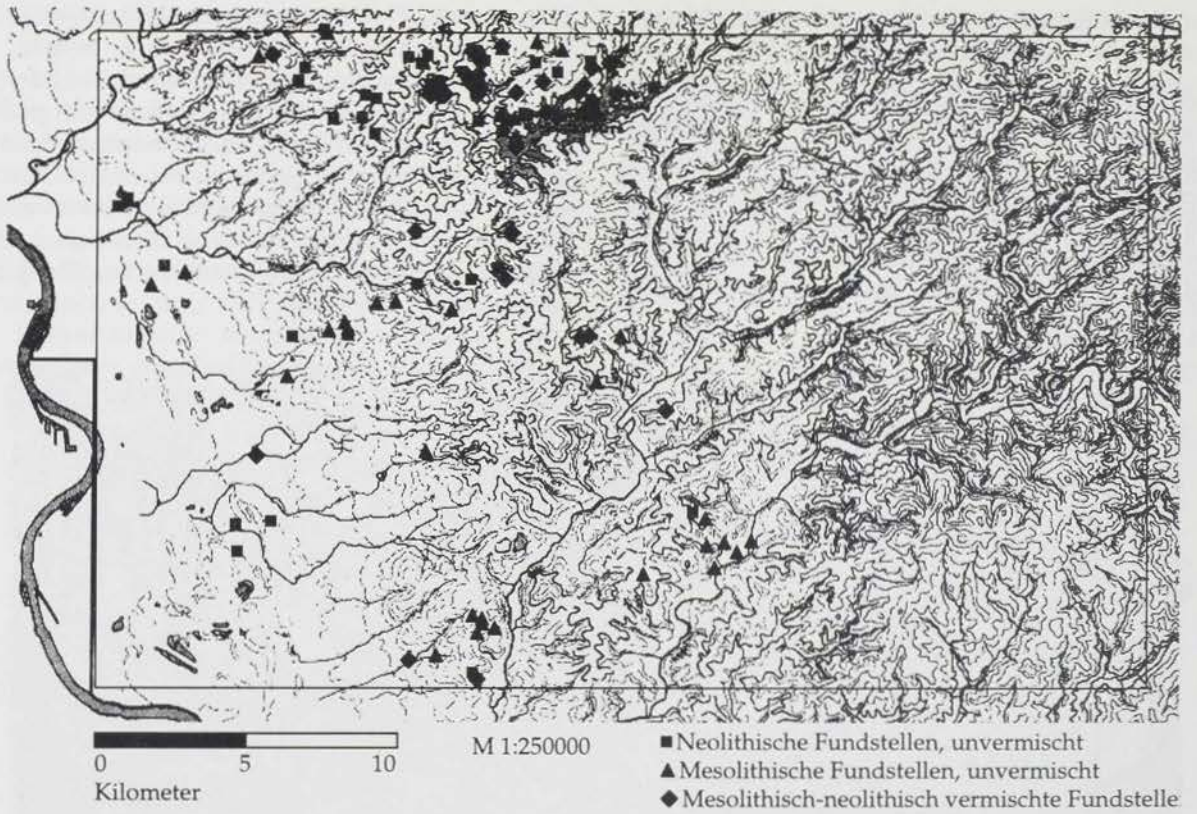 0 5 10
Kilometer
M 1:250000
■ Neolithische Fundstellen, unvermischt
▲ Mesolithische Fundstellen, unvermischt
◆ Mesolithisch-neolithisch vermischte Fundstelle